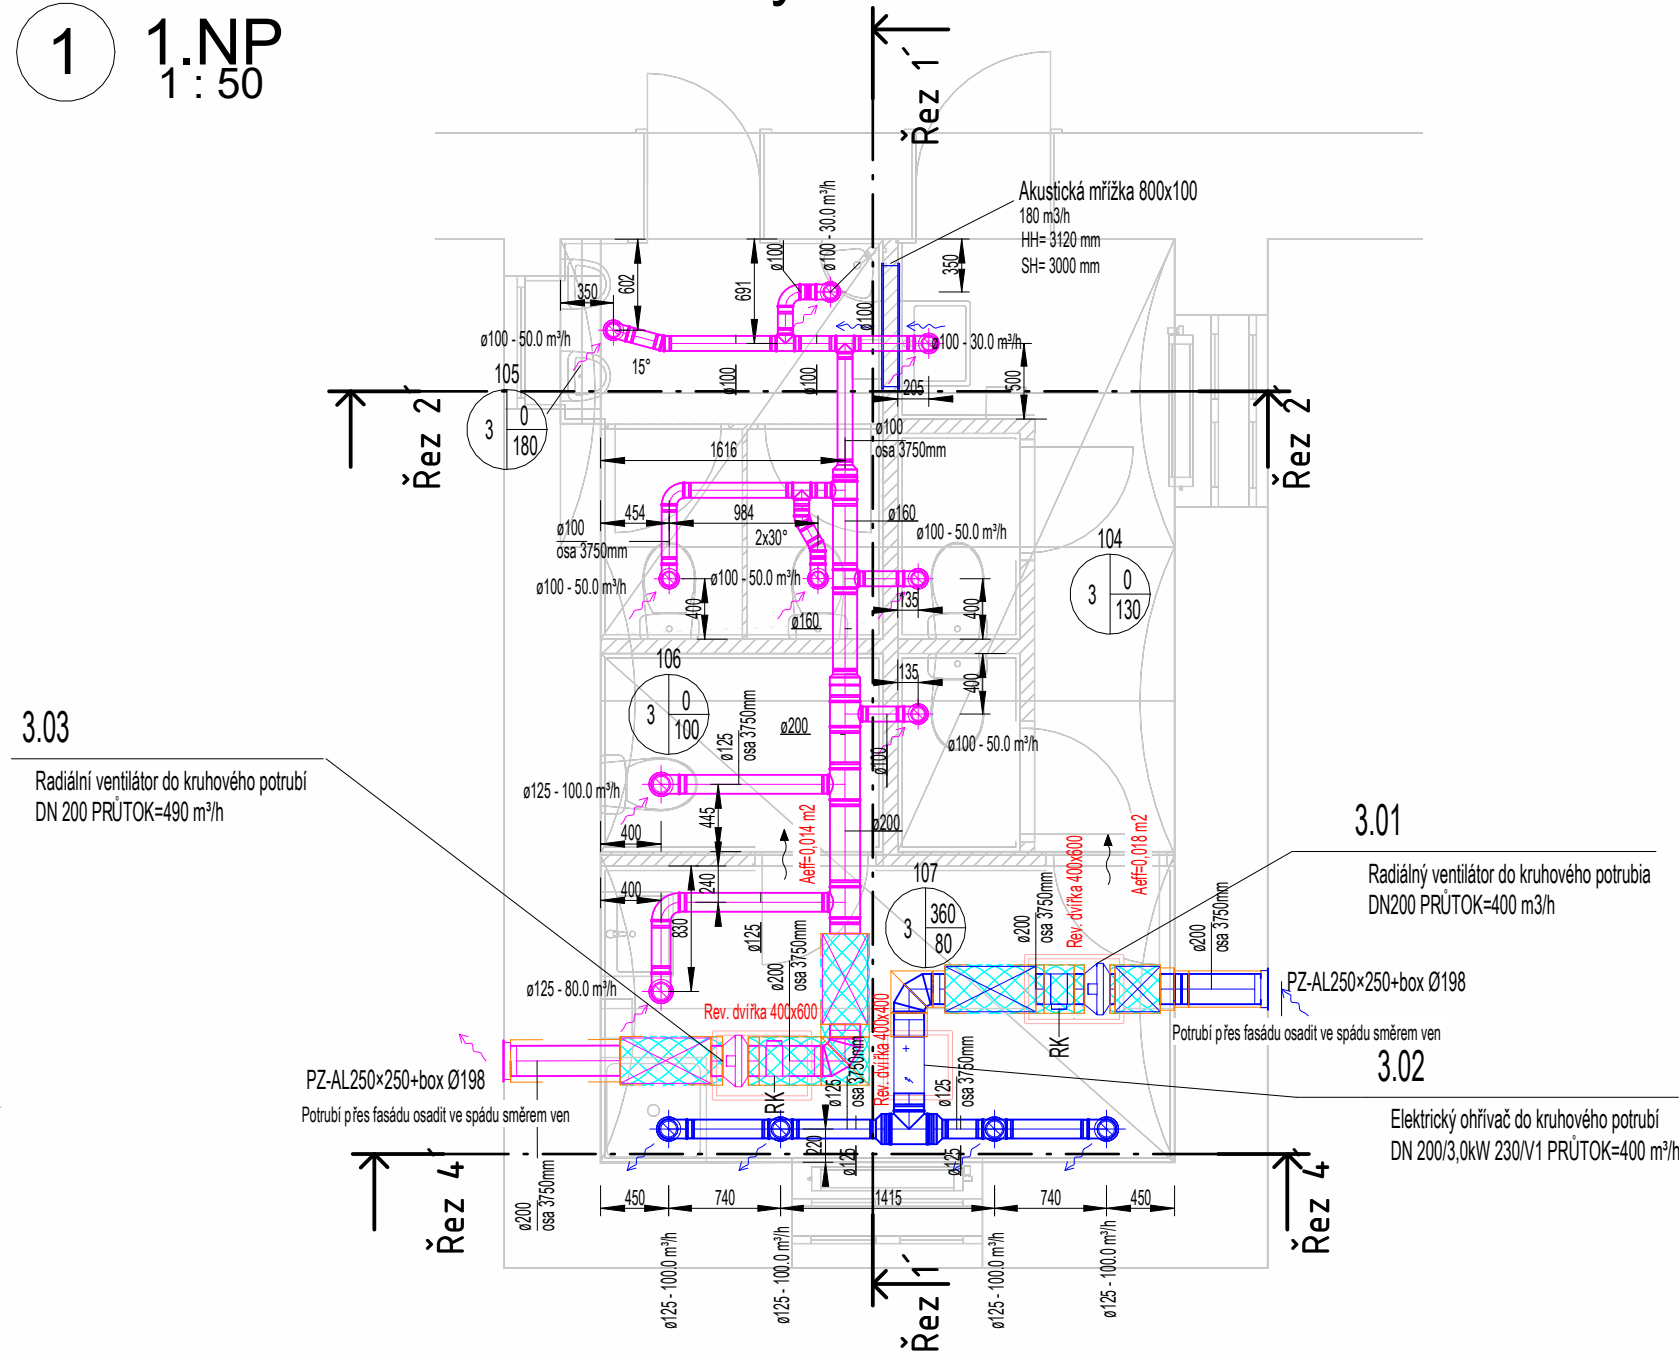 1
1.NP
1 : 50
Řez 1´
Akustická mřížka 800x100
180 m3/h
HH= 3120 mm
SH= 3000 mm
ø100
ø100 - 30.0 m³/h
350
602
691
350
ø100
ø100 - 50.0 m³/h
15°
ø100
ø100
ø100 - 30.0 m³/h
205
500
105
3
0
180
Řez 2
Řez 2
ø100
osa 3750mm
1616
454
984
2x30°
ø160
ø100
osa 3750mm
ø100 - 50.0 m³/h
ø100 - 50.0 m³/h
ø100 - 50.0 m³/h
400
135
400
ø160
104
3
0
130
106
3
0
100
135
400
ø200
ø125
osa 3750mm
ø100
ø100 - 50.0 m³/h
3.03
Radiální ventilátor do kruhového potrubí
DN 200 PRŮTOK=490 m³/h
ø125 - 100.0 m³/h
400
445
Aeff=0,014 m2
ø200
3.01
Radiálný ventilátor do kruhového potrubia
DN200 PRŮTOK=400 m3/h
Rev. dvířka 400x600
Aeff=0,018 m2
107
3
360
80
400
240
830
ø125
ø200
osa 3750mm
ø200
osa 3750mm
ø200
osa 3750mm
ø125 - 80.0 m³/h
Rev. dvířka 400x600
Rev. dvířka 400x400
PZ-AL250×250+box Ø198
Potrubí přes fasádu osadit ve spádu směrem ven
RK
PZ-AL250×250+box Ø198
Potrubí přes fasádu osadit ve spádu směrem ven
RK
ø125
osa 3750mm
ø125
osa 3750mm
3.02
Elektrický ohřívač do kruhového potrubí
DN 200/3,0kW 230/V1 PRŮTOK=400 m³/h
220
ø125
ø125
Řez 4
Řez 4
ø200
osa 3750mm
450
740
1415
740
450
ø125 - 100.0 m³/h
ø125 - 100.0 m³/h
ø125 - 100.0 m³/h
ø125 - 100.0 m³/h
Řez 1´